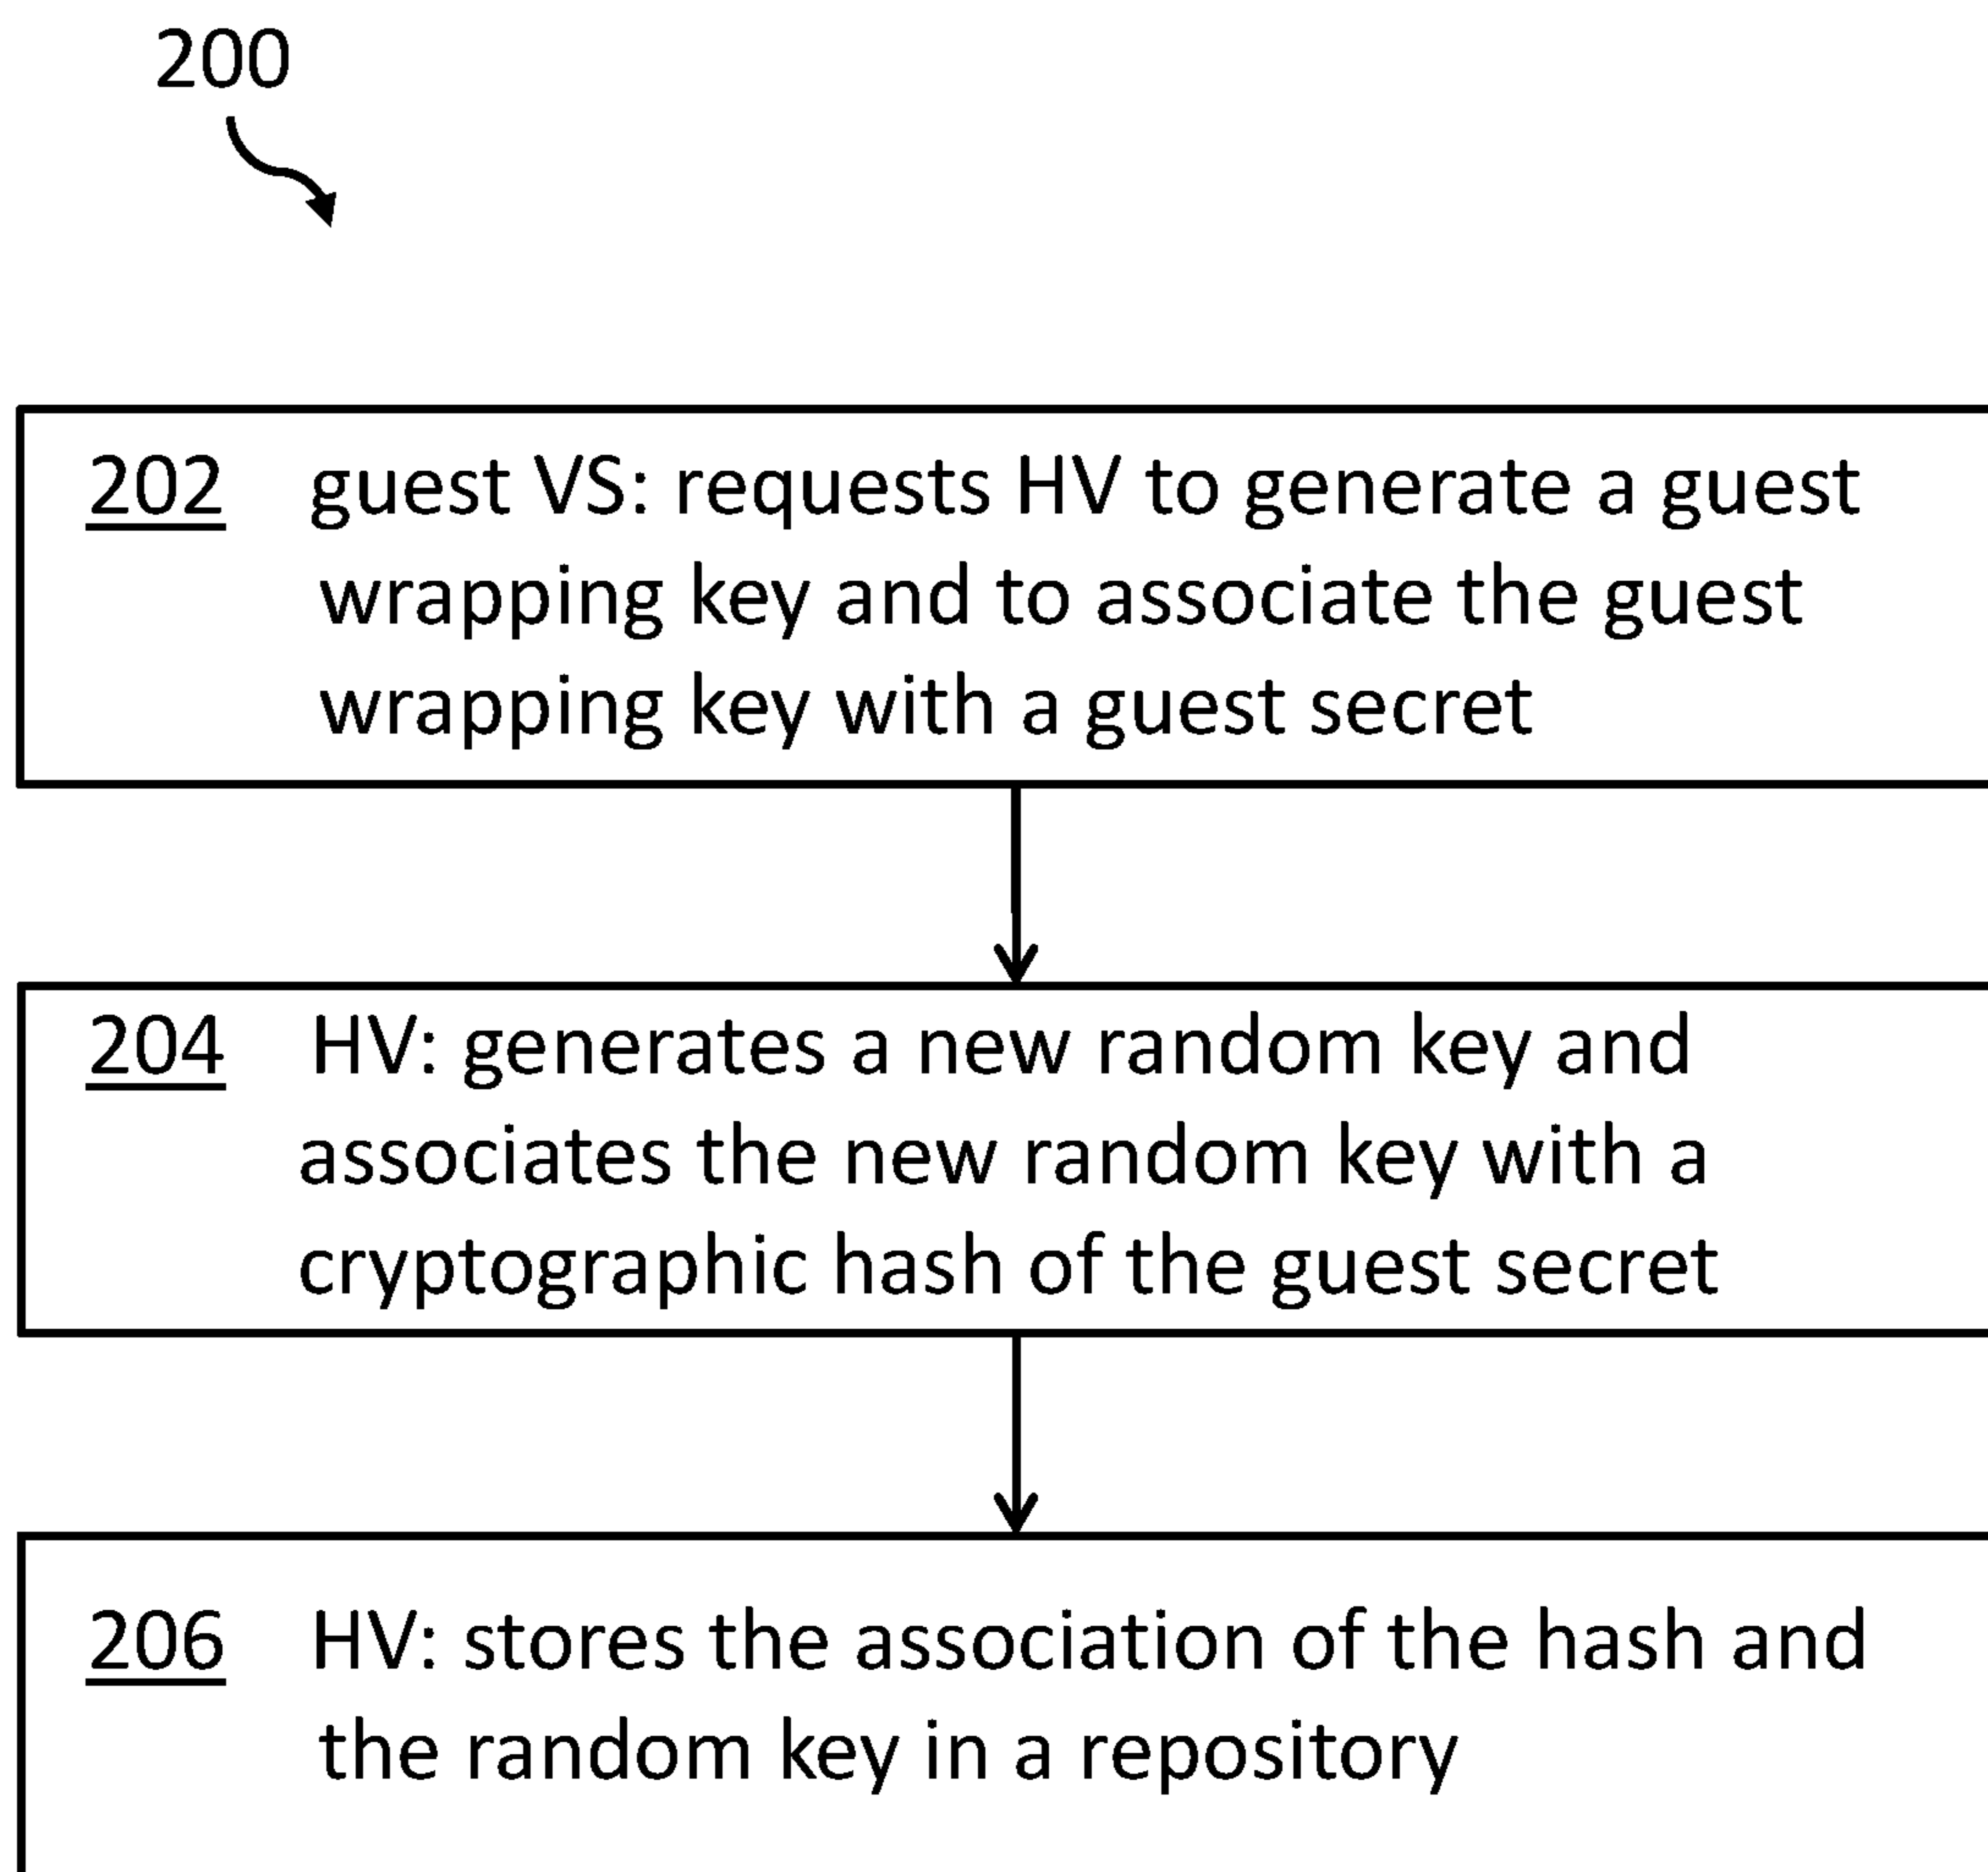 200
202 guest VS: requests HV to generate a guest
wrapping key and to associate the guest
wrapping key with a guest secret
204 HV: generates a new random key and
associates the new random key with a
cryptographic hash of the guest secret
206 HV: stores the association of the hash and
the random key in a repository